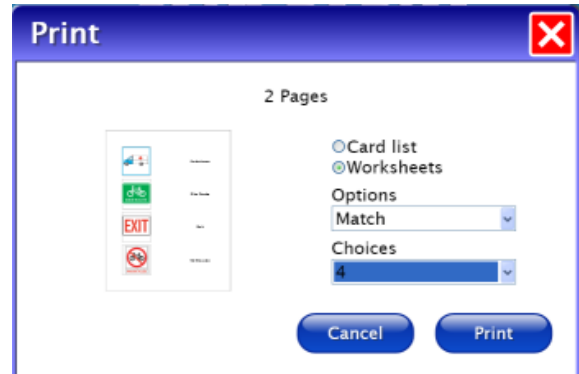 Print
2 Pages
Card list
Worksheets
Options
Match
Choices
4
EXIT
Cancel
Print